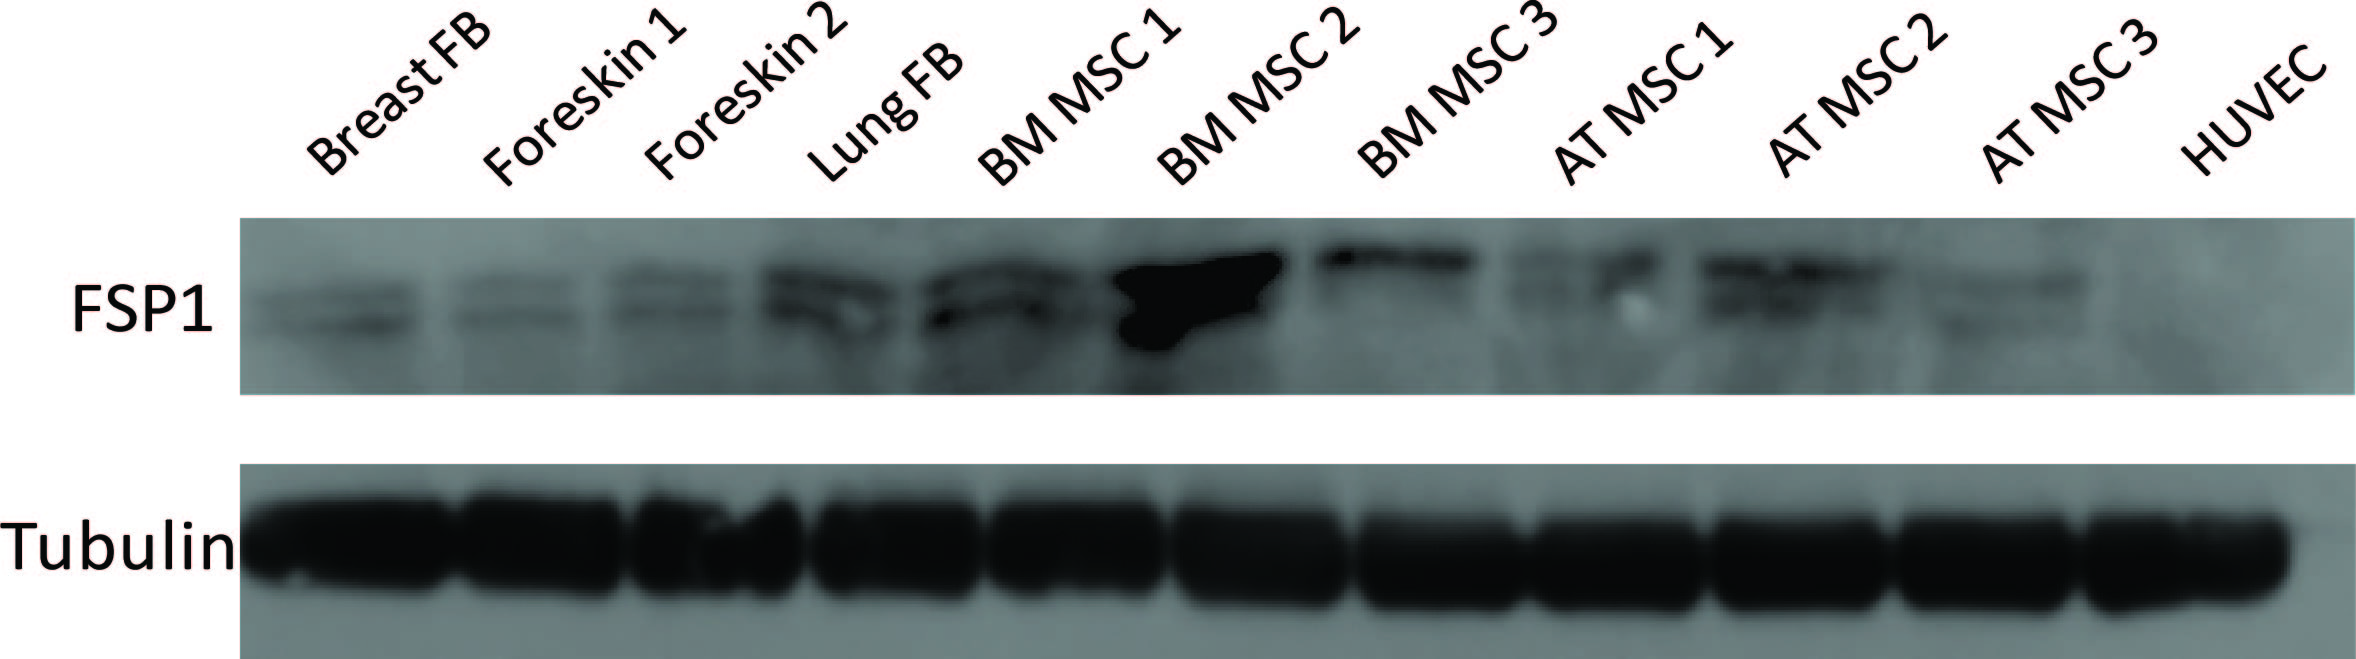 Breast FB
Foreskin 1
Foreskin 2
Lung FB
BM MSC 1
BM MSC 2
BM MSC 3
AT MSC 1
AT MSC 2
AT MSC 3
HUVEC
FSP1
Tubulin